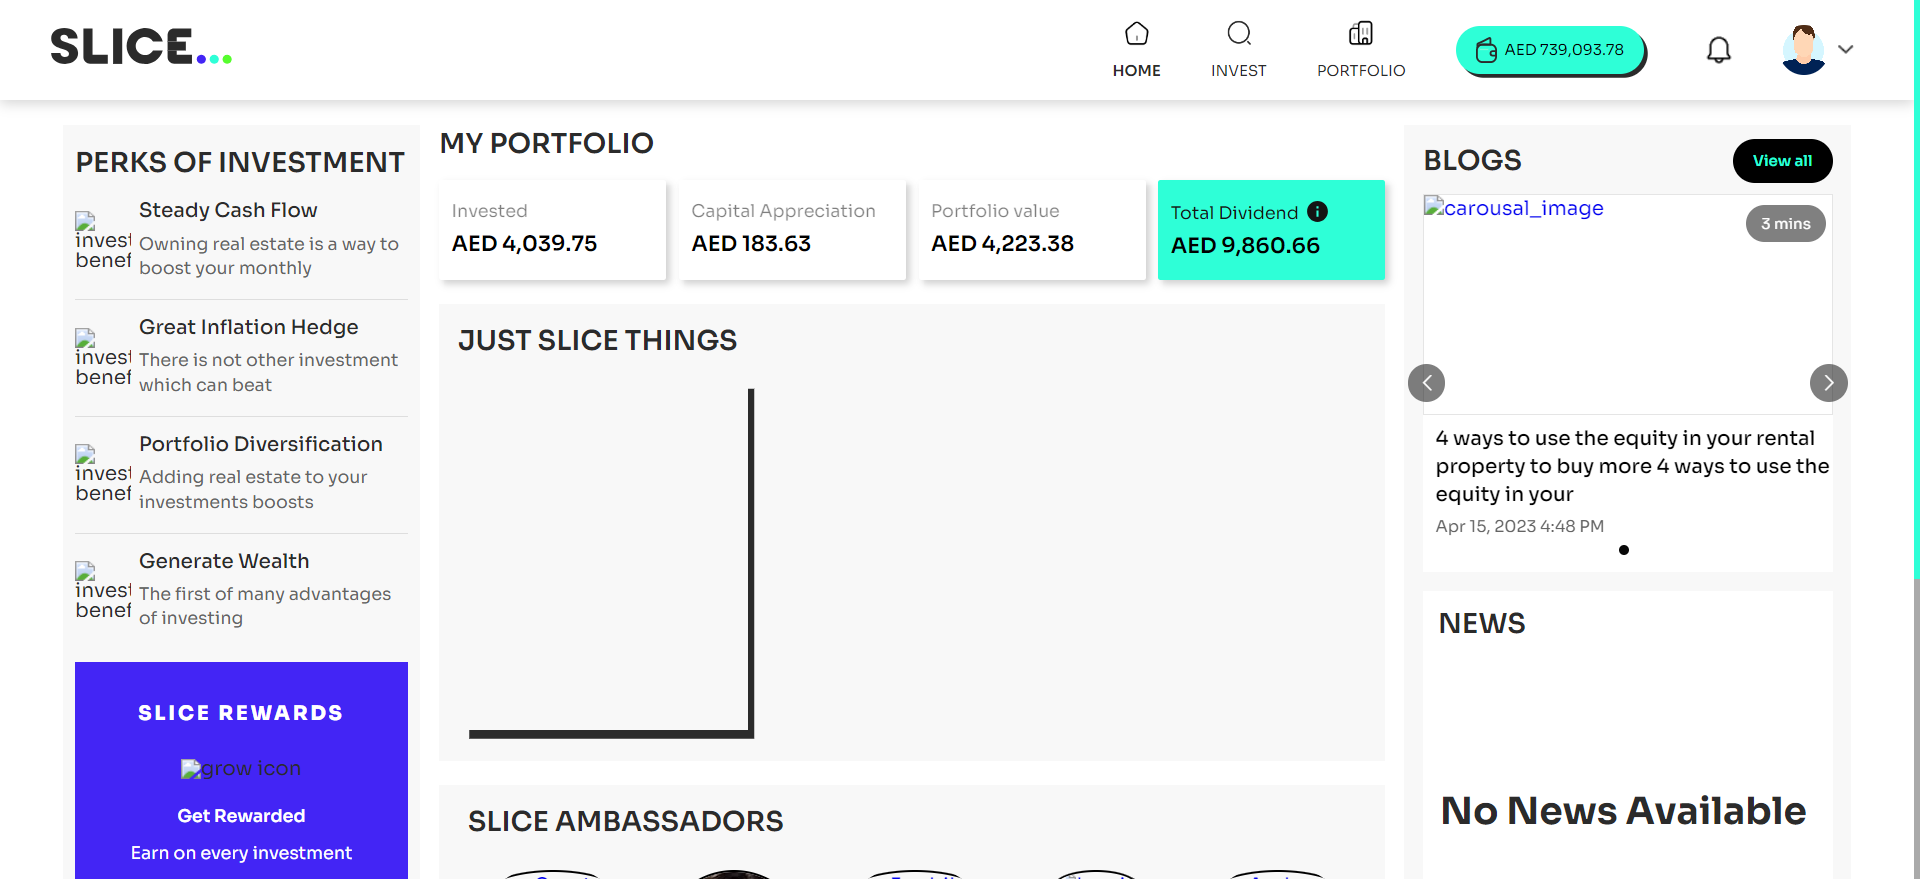 SLICE...
HOME
INVEST
PORTFOLIO
AED 739,093.78
PERKS OF INVESTMENT
invest
benef
Steady Cash Flow
Owning real estate is a way to
boost your monthly
invest
benef
Great Inflation Hedge
There is not other investment
which can beat
invest
benef
Portfolio Diversification
Adding real estate to your
investments boosts
invest
benef
Generate Wealth
The first of many advantages
of investing
SLICE REWARDS
grow icon
Get Rewarded
Earn on every investment
MY PORTFOLIO
Invested
AED 4,039.75
Capital Appreciation
AED 183.63
Portfolio value
AED 4,223.38
Total Dividend
AED 9,860.66
JUST SLICE THINGS
SLICE AMBASSADORS
BLOGS
View all
carousal_image
3 mins
4 ways to use the equity in your rental
property to buy more 4 ways to use the
equity in your
Apr 15, 2023 4:48 PM
NEWS
No News Available